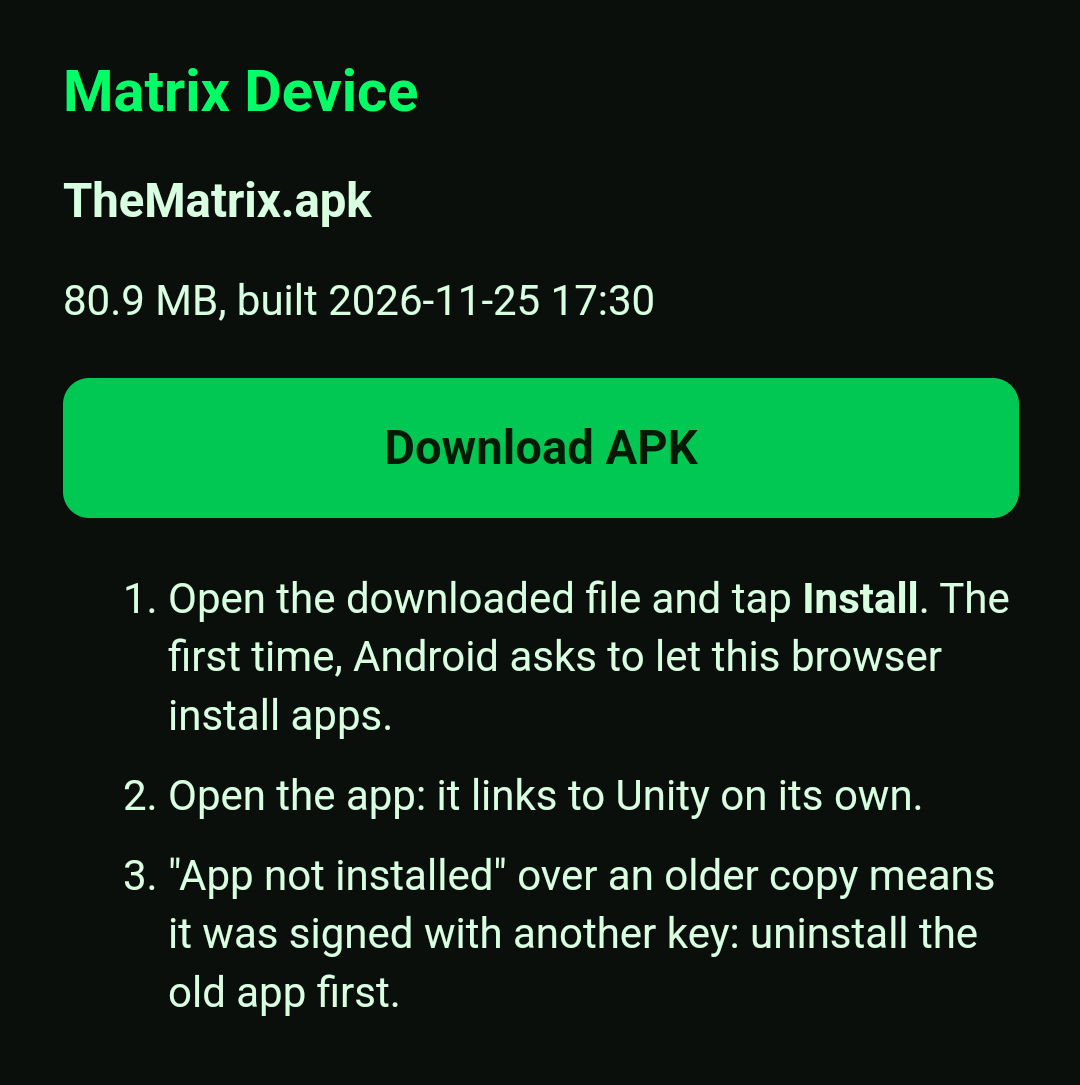 Matrix Device
TheMatrix.apk
80.9 MB, built 2026-11-25 17:30
Download APK
1. Open the downloaded file and tap Install. The
first time, Android asks to let this browser
install apps.
2. Open the app: it links to Unity on its own.
3. "App not installed" over an older copy means
it was signed with another key: uninstall the
old app first.